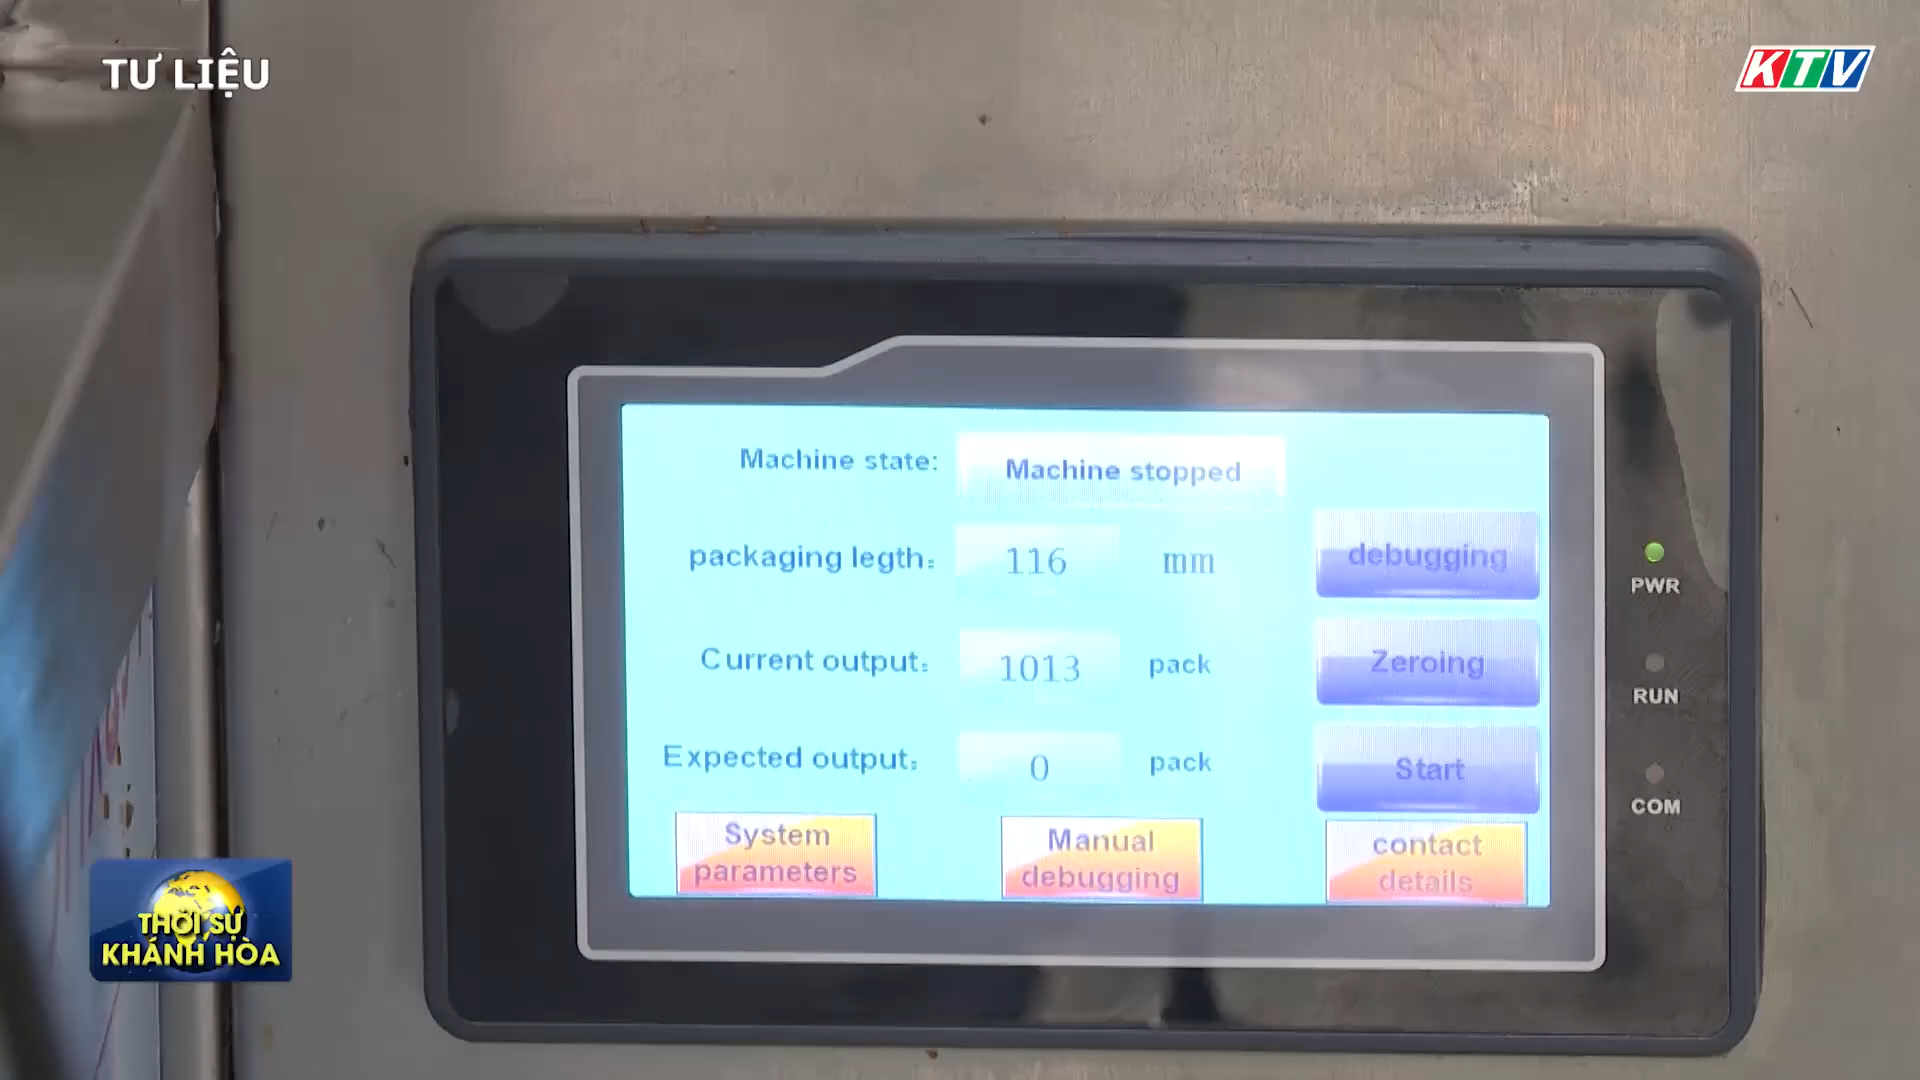 TƯ LIỆU
KTV
Machine state: Machine stopped
packaging legth: 116 mm
debugging
Current output: 1013 pack
Zeroing
Expected output: 0 pack
Start
System
parameters
Manual
debugging
contact
details
PWR
RUN
COM
THỜI SỰ
KHÁNH HÒA